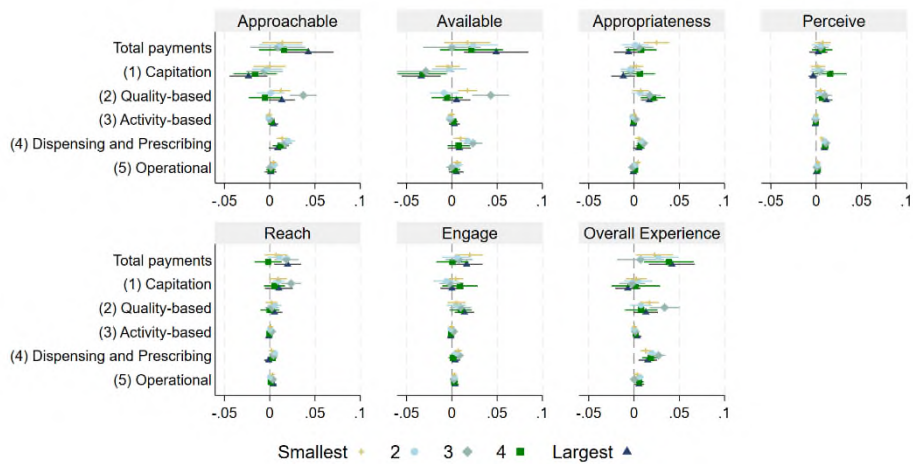 Approachable Available Appropriateness Perceive
Total payments
(1) Capitation
(2) Quality-based
(3) Activity-based
(4) Dispensing and Prescribing
(5) Operational
-.05 0 .05 .1 -.05 0 .05 .1 -.05 0 .05 .1 -.05 0 .05 .1
Reach Engage Overall Experience
Total payments
(1) Capitation
(2) Quality-based
(3) Activity-based
(4) Dispensing and Prescribing
(5) Operational
-.05 0 .05 .1 -.05 0 .05 .1 -.05 0 .05 .1
Smallest 2 3 4 Largest